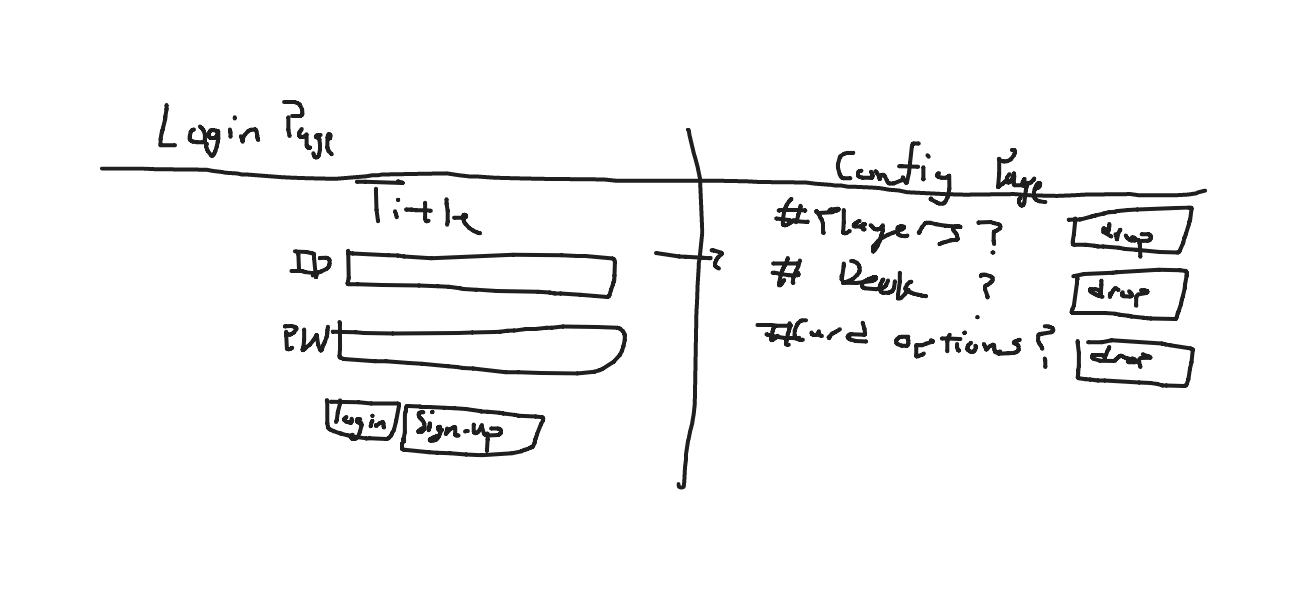 Login Page
Title
ID
PW
login
Sign-up
Config Page
# Players ? drop
# Deck ? drop
# Card options ? drop